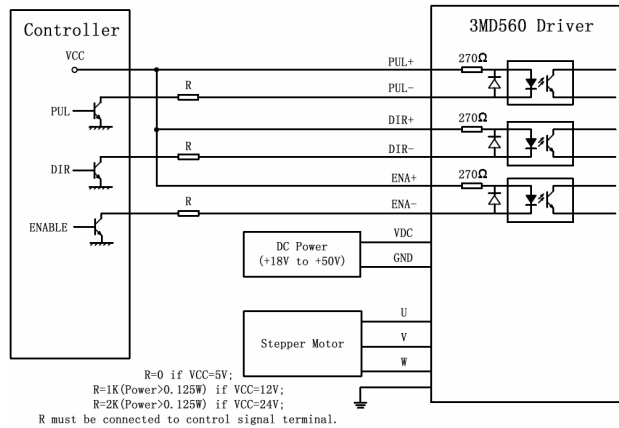 Controller
3MD560 Driver
VCC
PUL+
270Ω
R
PUL-
PUL
DIR+
270Ω
R
DIR-
DIR
ENA+
270Ω
R
ENA-
ENABLE
DC Power
(+18V to +50V)
VDC
GND
Stepper Motor
U
V
W
R=0 if VCC=5V;
R=1K(Power>0.125W) if VCC=12V;
R=2K(Power>0.125W) if VCC=24V;
R must be connected to control signal terminal.